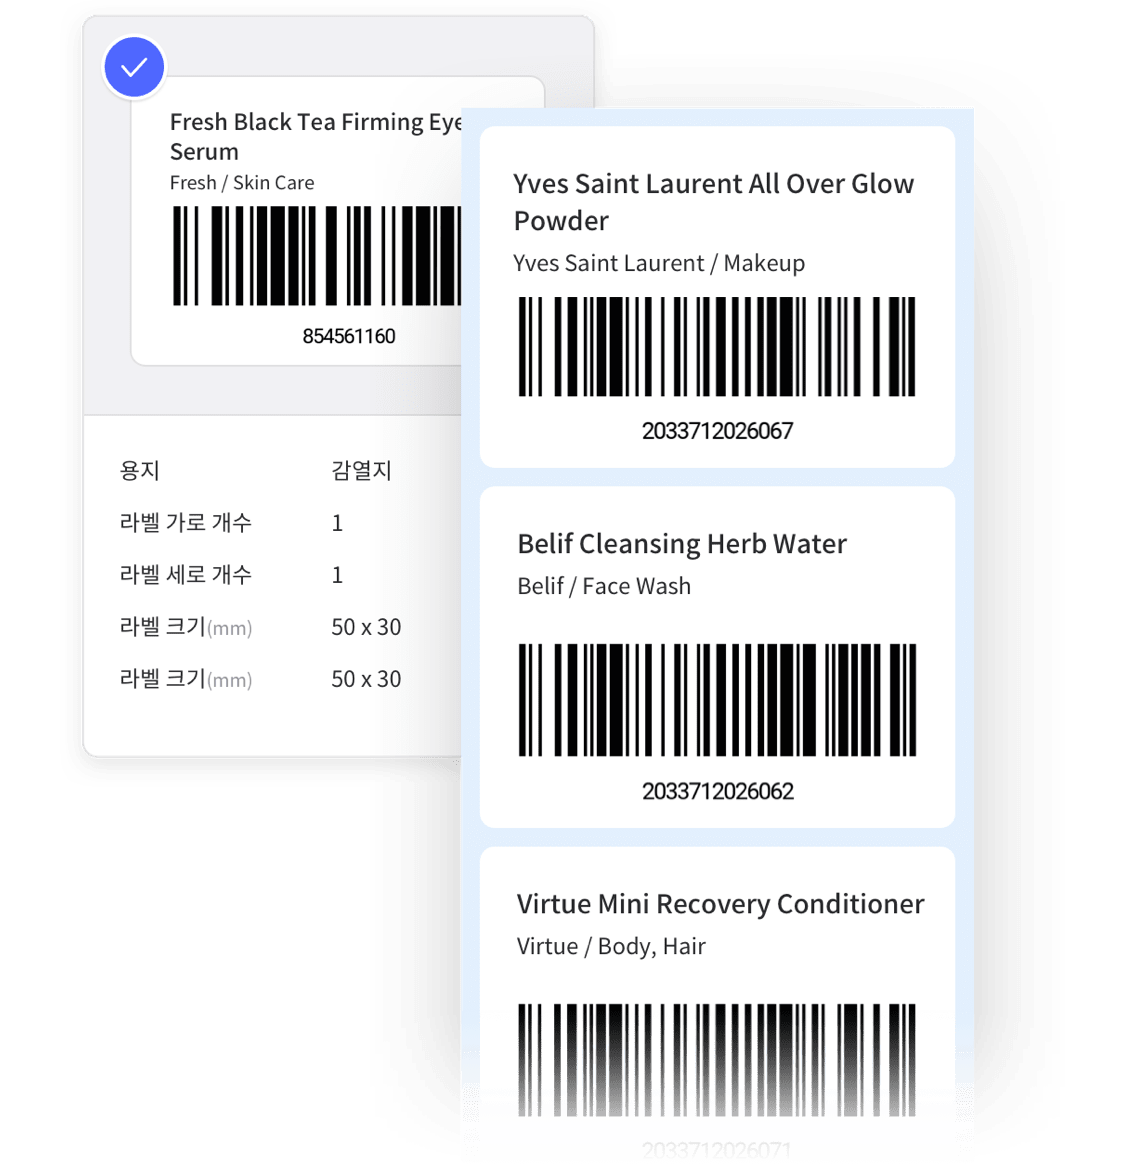 Fresh Black Tea Firming Eye
Serum
Fresh / Skin Care
854561160
용지 감열지
라벨 가로 개수 1
라벨 세로 개수 1
라벨 크기(mm) 50 x 30
라벨 크기(mm) 50 x 30
Yves Saint Laurent All Over Glow
Powder
Yves Saint Laurent / Makeup
2033712026067
Belif Cleansing Herb Water
Belif / Face Wash
2033712026062
Virtue Mini Recovery Conditioner
Virtue / Body, Hair
2033712026071